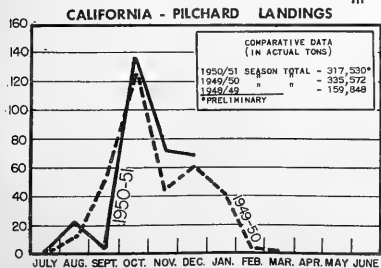 CALIFORNIA - PILCHARD LANDINGS
160
140
120
100
80
60
40
20
0
COMPARATIVE DATA
(IN ACTUAL TONS)
1950/51 SEASON TOTAL - 317,530*
1949/50 " " - 335,572
1948/49 - 159,848
*PRELIMINARY
1950-51
1949-50
JULY AUG. SEPT. OCT. NOV. DEC. JAN. FEB. MAR. APR. MAY JUNE